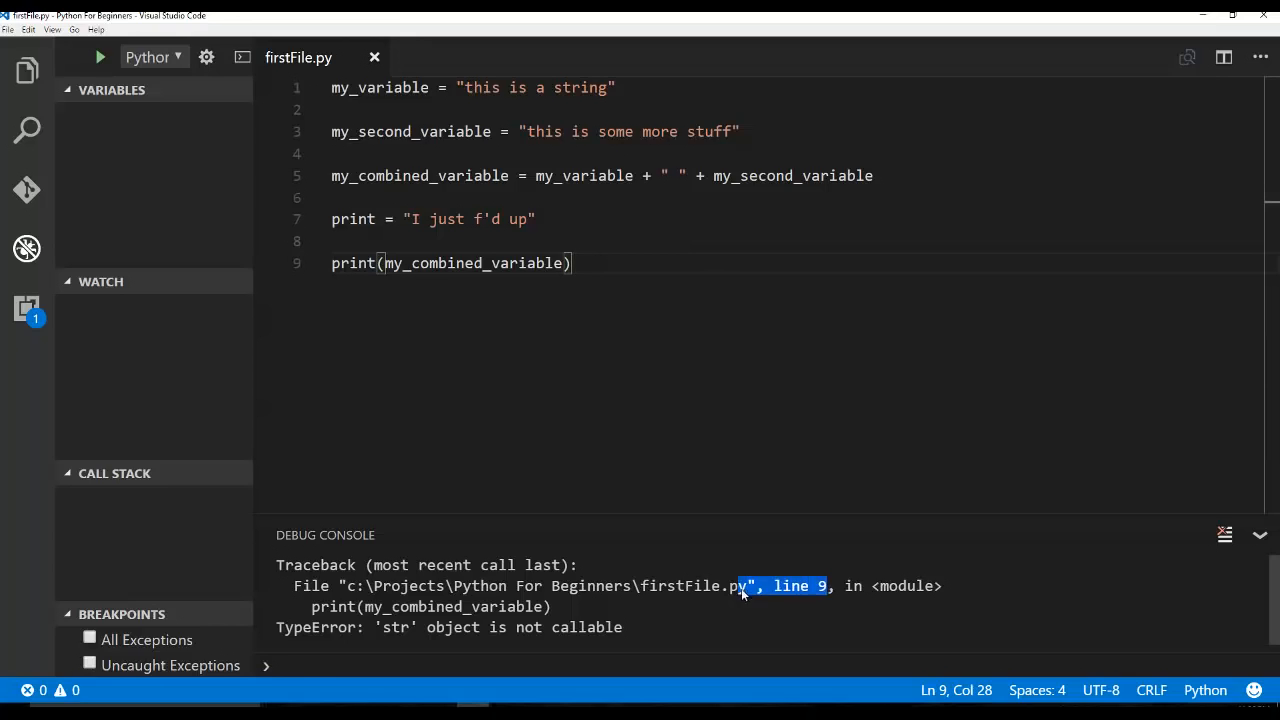 firstFile.py - Python For Beginners - Visual Studio Code
File Edit View Go Help
Python
firstFile.py
VARIABLES
1 my_variable = "this is a string"
2
3 my_second_variable = "this is some more stuff"
4
5 my_combined_variable = my_variable + " " + my_second_variable
6
7 print = "I just f'd up"
8
9 print(my_combined_variable)
WATCH
1
CALL STACK
DEBUG CONSOLE
Traceback (most recent call last):
File "c:\Projects\Python For Beginners\firstFile.py", line 9, in <module>
print(my_combined_variable)
TypeError: 'str' object is not callable
BREAKPOINTS
All Exceptions
Uncaught Exceptions
0 0 Ln 9, Col 28 Spaces: 4 UTF-8 CRLF Python